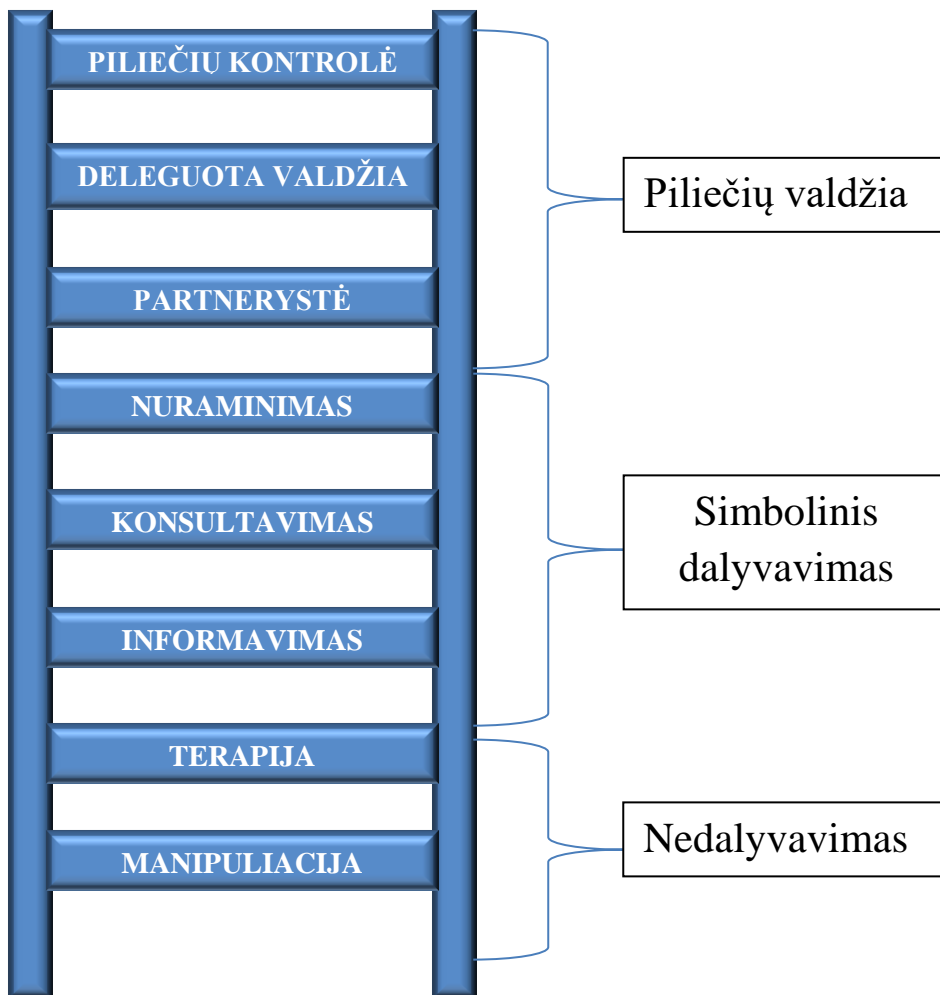 PILIEČIŲ KONTROLĖ
DELEGUOTA VALDŽIA
Piliečių valdžia
PARTNERYSTĖ
NURAMINIMAS
KONSULTAVIMAS
Simbolinis
dalyvavimas
INFORMAVIMAS
TERAPIJA
MANIPULIACIJA
Nedalyvavimas